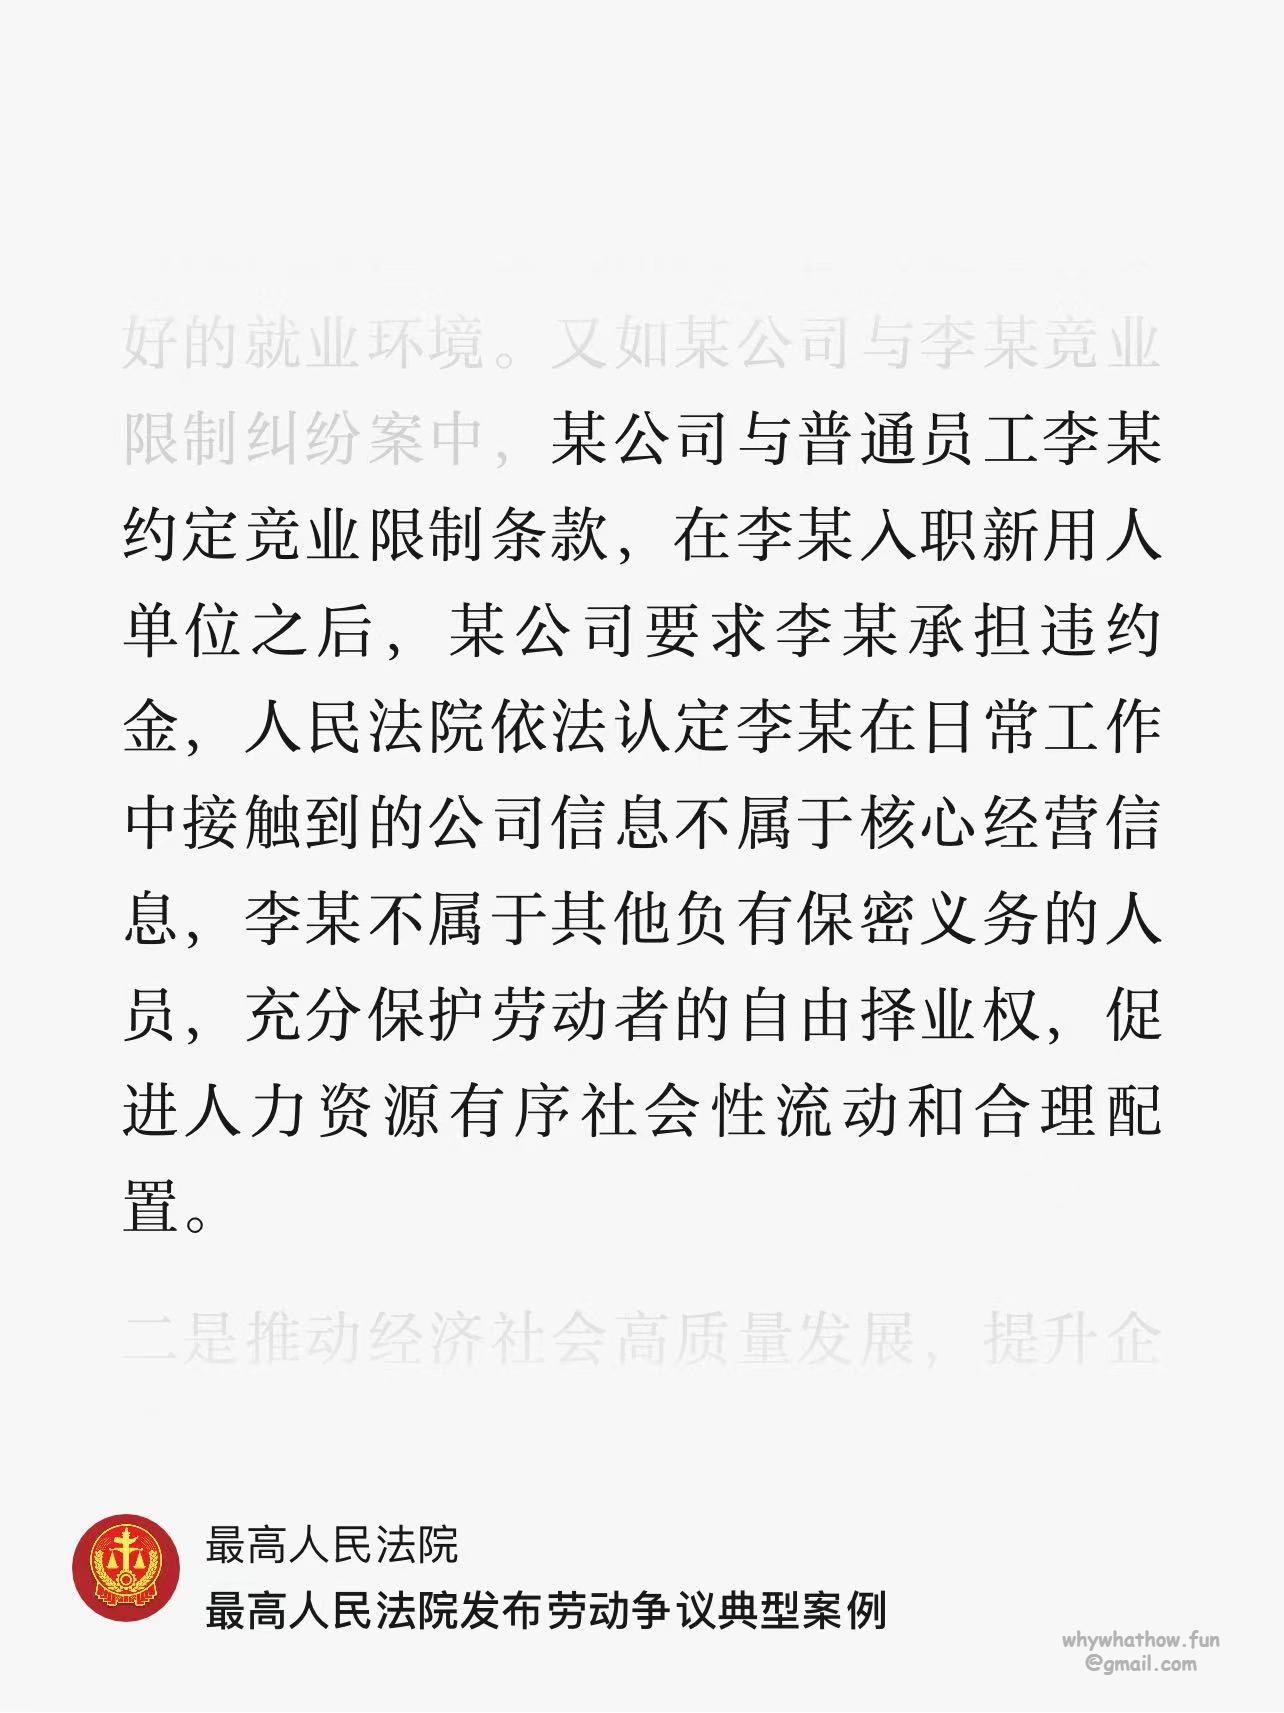 好的就业环境。又如某公司与李某竞业
限制纠纷案中，某公司与普通员工李某
约定竞业限制条款，在李某入职新用人
单位之后，某公司要求李某承担违约
金，人民法院依法认定李某在日常工作
中接触到的公司信息不属于核心经营信
息，李某不属于其他负有保密义务的人
员，充分保护劳动者的自由择业权，促
进人力资源有序社会性流动和合理配
置。
二是推动经济社会高质量发展，提升企
最高人民法院
最高人民法院发布劳动争议典型案例
whywhathow.fun
@gmail.com